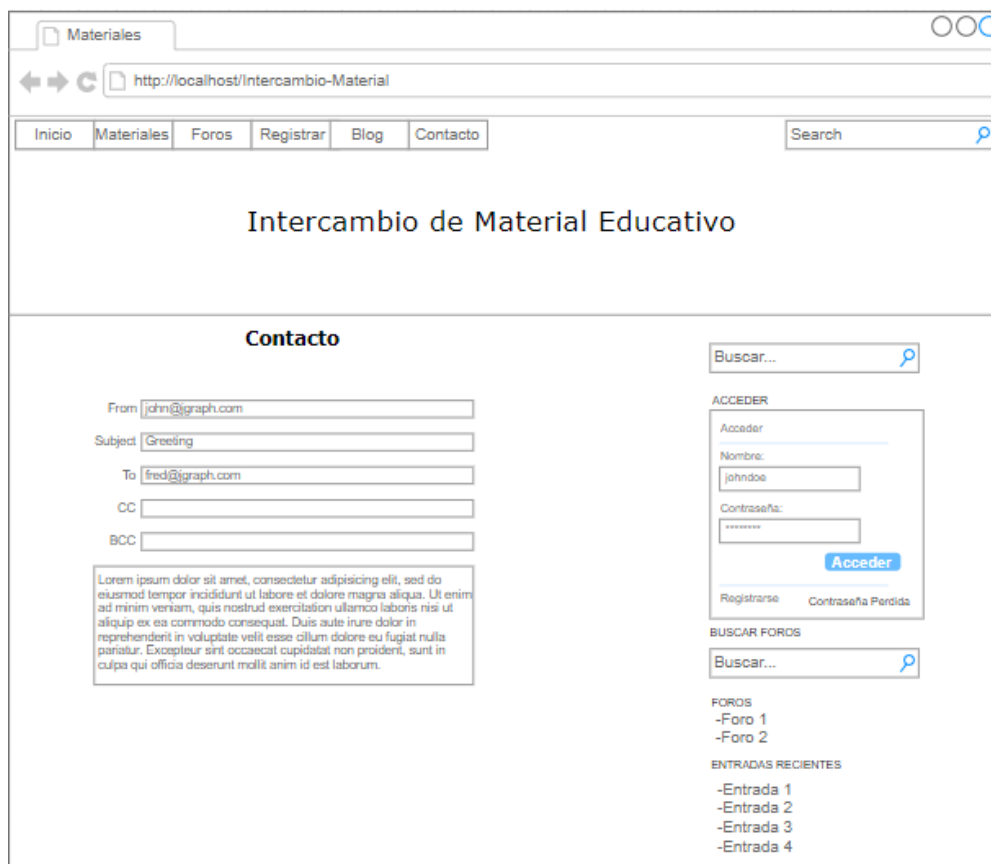 Materiales
http://localhost/Intercambio-Material
Inicio Materiales Foros Registrar Blog Contacto Search
Intercambio de Material Educativo
Contacto
From john@jgraph.com
Subject Greeting
To fred@jgraph.com
CC
BCC
Lorem ipsum dolor sit amet, consectetur adipisicing elit, sed do
eiusmod tempor incididunt ut labore et dolore magna aliqua. Ut enim
ad minim veniam, quis nostrud exercitation ullamco laboris nisi ut
aliquip ex ea commodo consequat. Duis aute irure dolor in
reprehenderit in voluptate velit esse cillum dolore eu fugiat nulla
pariatur. Excepteur sint occaecat cupidatat non proident, sunt in
culpa qui officia deserunt mollit anim id est laborum.
Buscar...
ACCEDER
Acceder
Nombre:
johndoe
Contraseña:
********
Acceder
Registrarse Contraseña Perdida
BUSCAR FOROS
Buscar...
FOROS
-Foro 1
-Foro 2
ENTRADAS RECIENTES
-Entrada 1
-Entrada 2
-Entrada 3
-Entrada 4